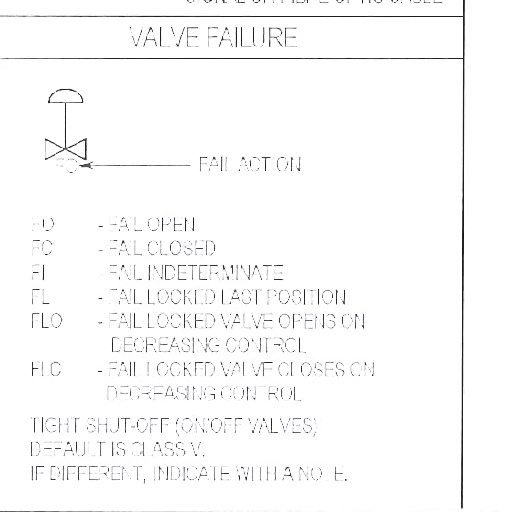 VALVE FAILURE
FAIL ACTION
FO - FAIL OPEN
FC - FAIL CLOSED
FI - FAIL INDETERMINATE
FL - FAIL LOCKED LAST POSITION
FLO - FAIL LOCKED VALVE OPENS ON
DECREASING CONTROL
FLC - FAIL LOCKED VALVE CLOSES ON
DECREASING CONTROL
TIGHT SHUT-OFF (ON/OFF VALVES)
DEFAULT IS CLASS V.
IF DIFFERENT, INDICATE WITH A NOTE.